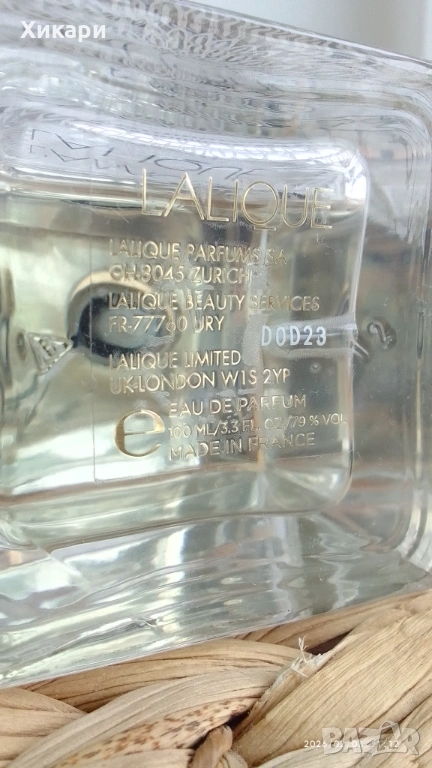 Хикари
LALIQUE
LALIQUE PARFUMS SA
CH-8045 ZURICH
LALIQUE BEAUTY SERVICES
FR-77760 URY
D0D23
LALIQUE LIMITED
UK-LONDON W1S 2YP
e
EAU DE PARFUM
100 ML/3.3 FL.OZ/79 % VOL
MADE IN FRANCE
BAZAR